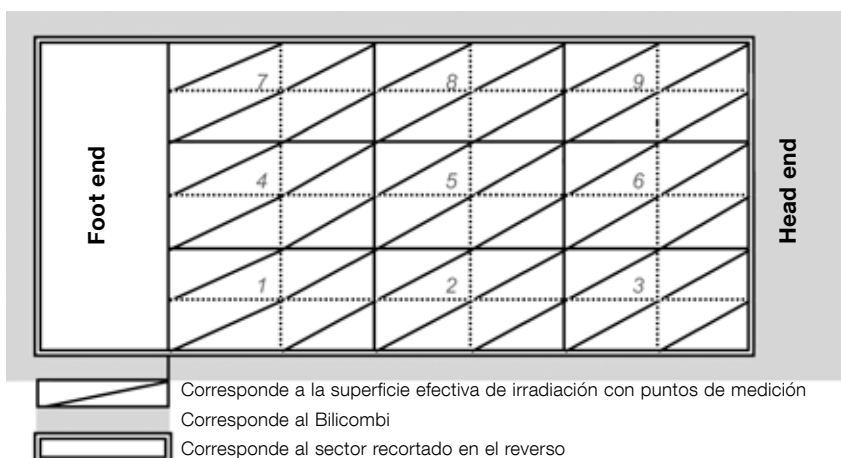 7 8 9
Foot end
4 5 6
Head end
1 2 3
Corresponde a la superficie efectiva de irradiación con puntos de medición
Corresponde al Bilicombi
Corresponde al sector recortado en el reverso